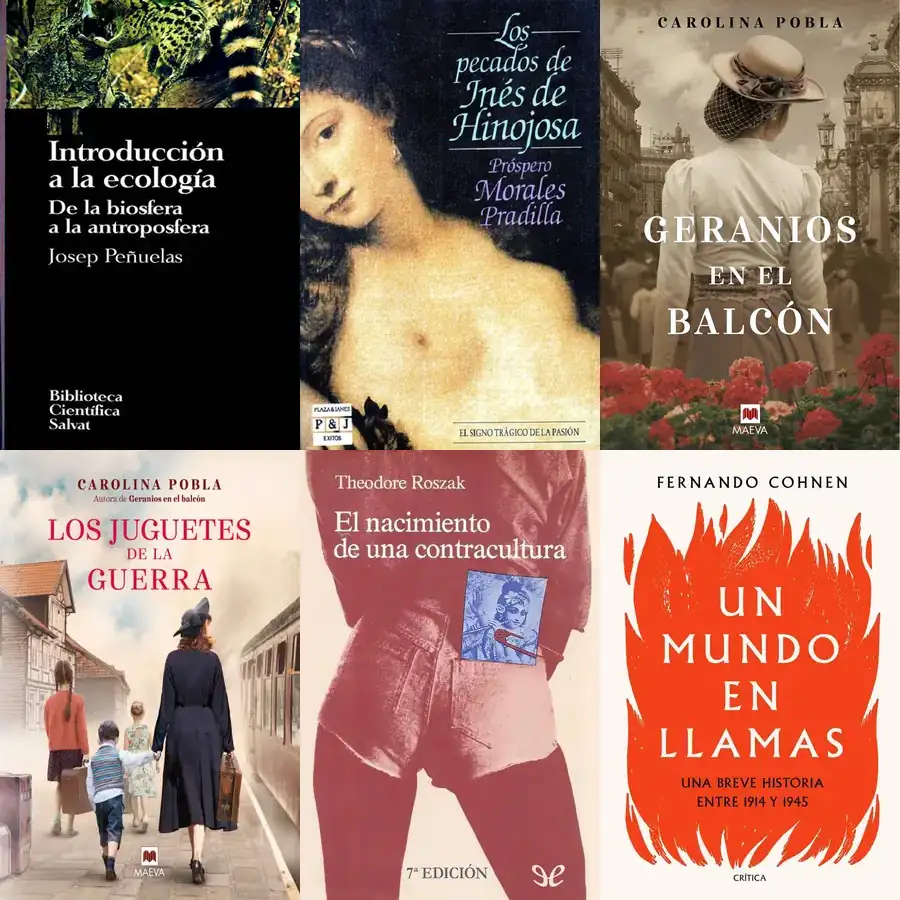 Introducción
a la ecología
De la biosfera
a la antroposfera
Josep Peñuelas
Biblioteca
Científica
Salvat
Los
pecados de
Inés de
Hinojosa
Próspero
Morales
Pradilla
PLAZA & JANES
P & J
EXITOS
EL SIGNO TRÁGICO DE LA PASIÓN
CAROLINA POBLA
GERANIOS
EN EL
BALCÓN
MAEVA
CAROLINA POBLA
Autora de Geranios en el balcón
LOS JUGUETES
DE LA
GUERRA
MAEVA
Theodore Roszak
El nacimiento
de una contracultura
7ª EDICIÓN
FERNANDO COHNEN
UN
MUNDO
EN
LLAMAS
UNA BREVE HISTORIA
ENTRE 1914 Y 1945
CRÍTICA